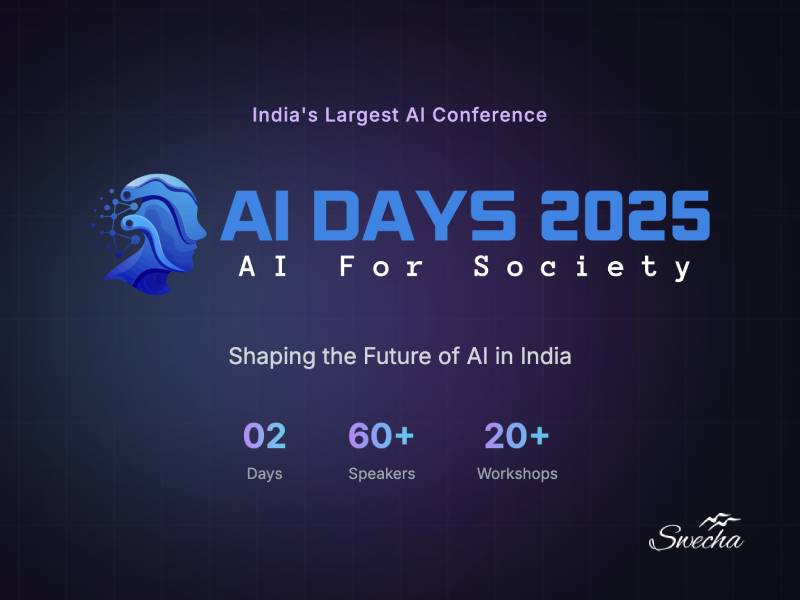 India's Largest AI Conference
AI DAYS 2025
AI For Society
Shaping the Future of AI in India
02 60+ 20+
Days Speakers Workshops
Swecha